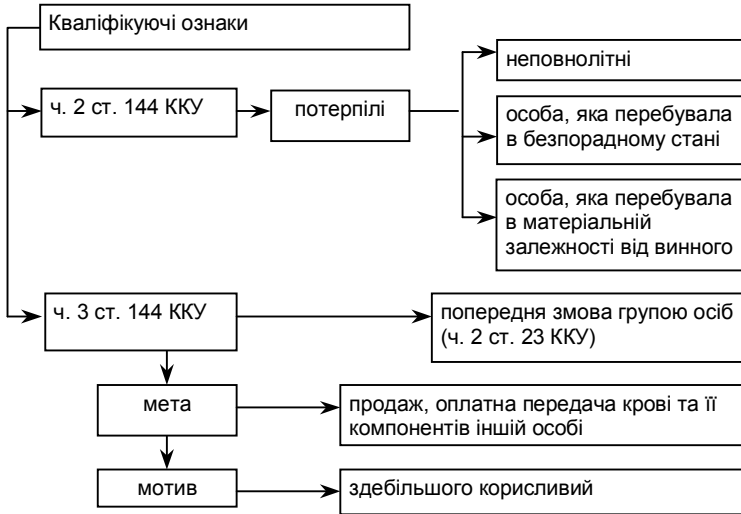 Кваліфікуючі ознаки
ч. 2 ст. 144 ККУ
потерпілі
неповнолітні
особа, яка перебувала
в безпорадному стані
особа, яка перебувала
в матеріальній
залежності від винного
ч. 3 ст. 144 ККУ
попередня змова групою осіб
(ч. 2 ст. 23 ККУ)
мета
продаж, оплатна передача крові та її
компонентів іншій особі
мотив
здебільшого корисливий